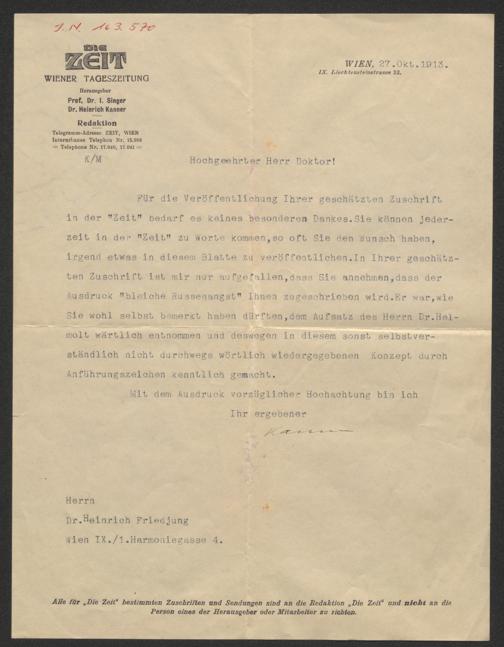 J.N. 163.570
DIE
ZEIT
WIENER TAGESZEITUNG
Herausgeber
Prof. Dr. I. Singer
Dr. Heinrich Kanner
Redaktion
Telegramm-Adresse: ZEIT, WIEN
Interurbanes Telephon Nr. 15.988
= Telephone Nr. 17.040, 17.041 =
K/M
WIEN, 27.Okt.1913.
IX. Liechtensteinstrasse 32.
Hochgeehrter Herr Doktor!
Für die Veröffentlichung Ihrer geschätzten Zuschrift
in der "Zeit" bedarf es keines besonderen Dankes.Sie können jeder-
zeit in der "Zeit" zu Worte kommen,so oft Sie den Wunsch haben,
irgend etwas in diesem Blatte zu veröffentlichen.In Ihrer geschätz-
ten Zuschrift ist mir nur aufgefallen,dass Sie annehmen,dass der
Ausdruck "bleiche Russenangst" Ihnen zugeschrieben wird.Er war,wie
Sie wohl selbst bemerkt haben dürften,dem Aufsatz des Herrn Dr.Hel-
molt wärtlich entnommen und deswegen in diesem sonst selbstver-
ständlich nicht durchwegs wörtlich wiedergegebenen Konzept durch
Anführungszeichen kenntlich gemacht.
Mit dem Ausdruck vorzüglicher Hochachtung bin ich
Ihr ergebener
Kanner
Herrn
Dr.Heinrich Friedjung
Wien IX./1.Harmoniegasse 4.
Alle für „Die Zeit" bestimmten Zuschriften und Sendungen sind an die Redaktion „Die Zeit" und nicht an die
Person eines der Herausgeber oder Mitarbeiter zu richten.